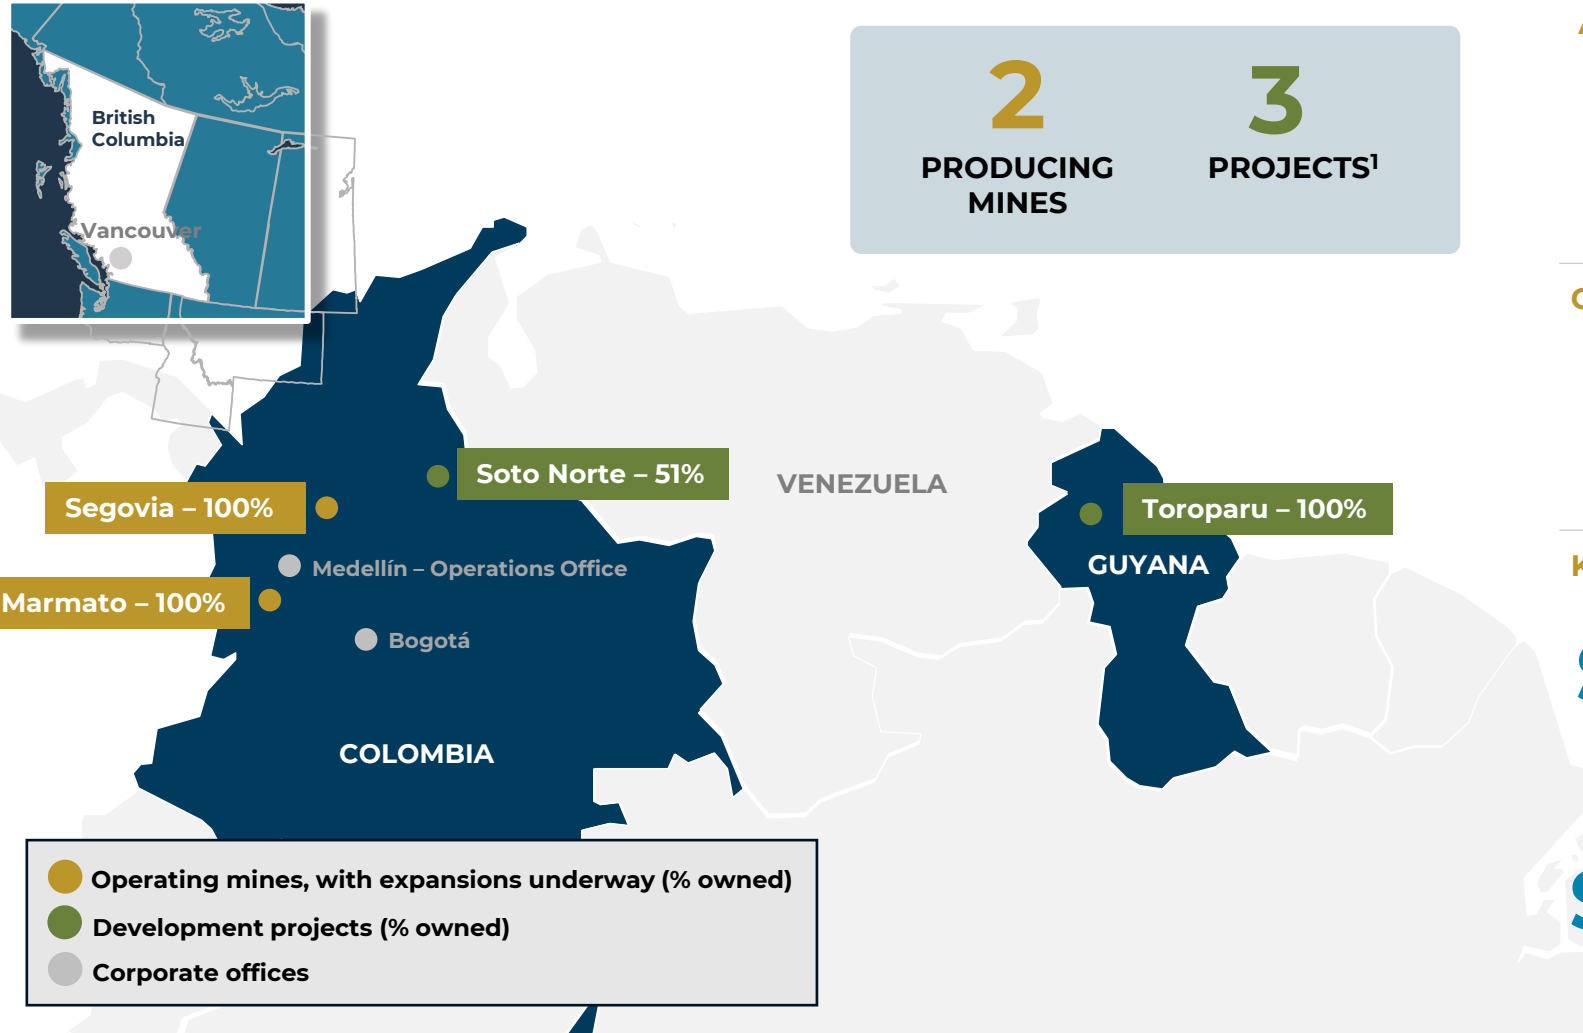 British
Columbia
Vancouver
2
PRODUCING
MINES
3
PROJECTS¹
Soto Norte – 51%
VENEZUELA
Segovia – 100%
Toroparu – 100%
Medellín – Operations Office
GUYANA
Marmato – 100%
Bogotá
COLOMBIA
Operating mines, with expansions underway (% owned)
Development projects (% owned)
Corporate offices